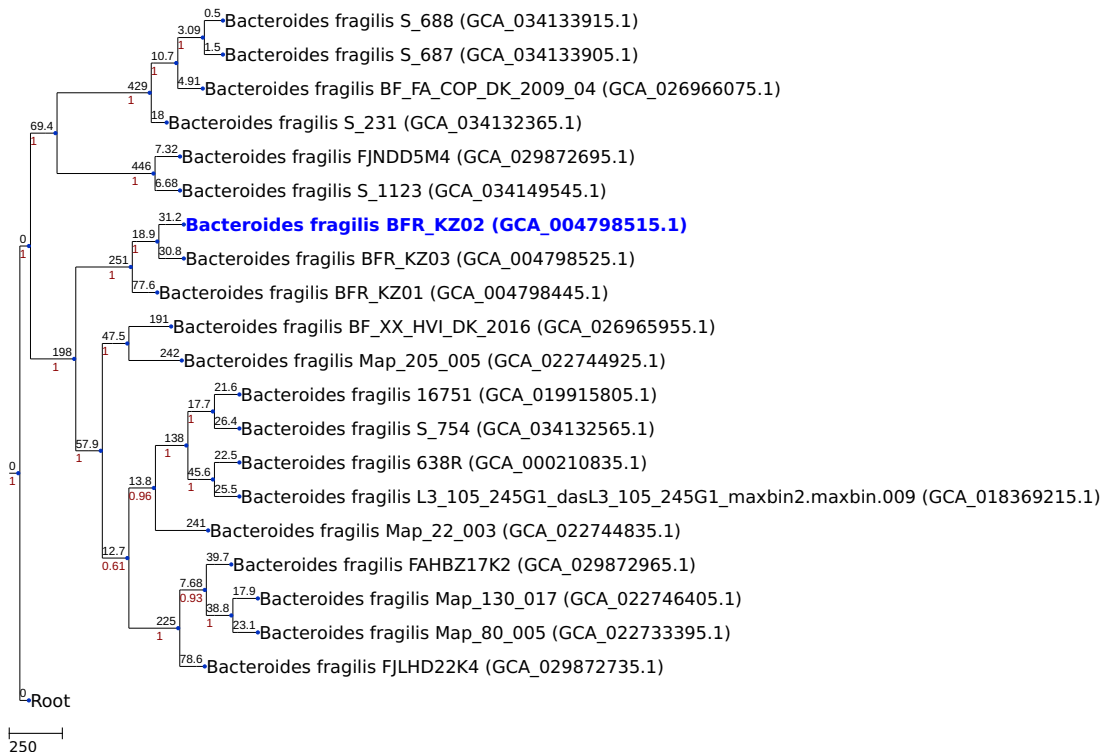 0.5
Bacteroides fragilis S_688 (GCA_034133915.1)
3.09
1
1.5
Bacteroides fragilis S_687 (GCA_034133905.1)
10.7
1
4.91
Bacteroides fragilis BF_FA_COP_DK_2009_04 (GCA_026966075.1)
429
1
18
Bacteroides fragilis S_231 (GCA_034132365.1)
69.4
1
7.32
Bacteroides fragilis FJNDD5M4 (GCA_029872695.1)
446
1
6.68
Bacteroides fragilis S_1123 (GCA_034149545.1)
31.2
Bacteroides fragilis BFR_KZ02 (GCA_004798515.1)
0
1
18.9
1
30.8
Bacteroides fragilis BFR_KZ03 (GCA_004798525.1)
251
1
77.6
Bacteroides fragilis BFR_KZ01 (GCA_004798445.1)
191
Bacteroides fragilis BF_XX_HVI_DK_2016 (GCA_026965955.1)
47.5
1
198
1
242
Bacteroides fragilis Map_205_005 (GCA_022744925.1)
21.6
Bacteroides fragilis 16751 (GCA_019915805.1)
17.7
1
26.4
Bacteroides fragilis S_754 (GCA_034132565.1)
57.9
1
138
1
22.5
Bacteroides fragilis 638R (GCA_000210835.1)
0
1
45.6
1
13.8
0.96
25.5
Bacteroides fragilis L3_105_245G1_dasL3_105_245G1_maxbin2.maxbin.009 (GCA_018369215.1)
241
Bacteroides fragilis Map_22_003 (GCA_022744835.1)
12.7
0.61
39.7
Bacteroides fragilis FAHBZ17K2 (GCA_029872965.1)
7.68
0.93
17.9
Bacteroides fragilis Map_130_017 (GCA_022746405.1)
38.8
1
225
1
23.1
Bacteroides fragilis Map_80_005 (GCA_022733395.1)
78.6
Bacteroides fragilis FJLHD22K4 (GCA_029872735.1)
0
Root
250